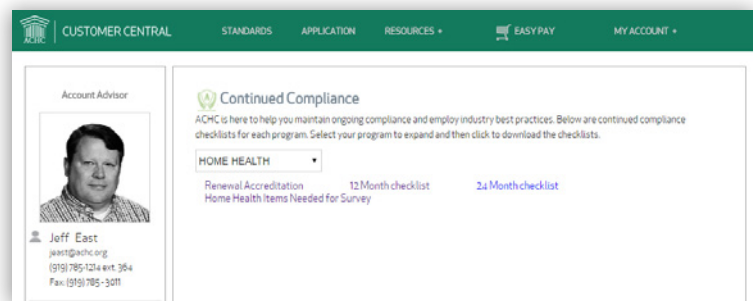 ACHC CUSTOMER CENTRAL STANDARDS APPLICATION RESOURCES + EASY PAY MY ACCOUNT +
Account Advisor
Jeff East
jeast@achc.org
(919) 785-1214 ext. 364
Fax: (919) 785-3011
Continued Compliance
ACHC is here to help you maintain ongoing compliance and employ industry best practices. Below are continued compliance
checklists for each program. Select your program to expand and then click to download the checklists.
HOME HEALTH
Renewal Accreditation 12 Month checklist 24 Month checklist
Home Health Items Needed for Survey